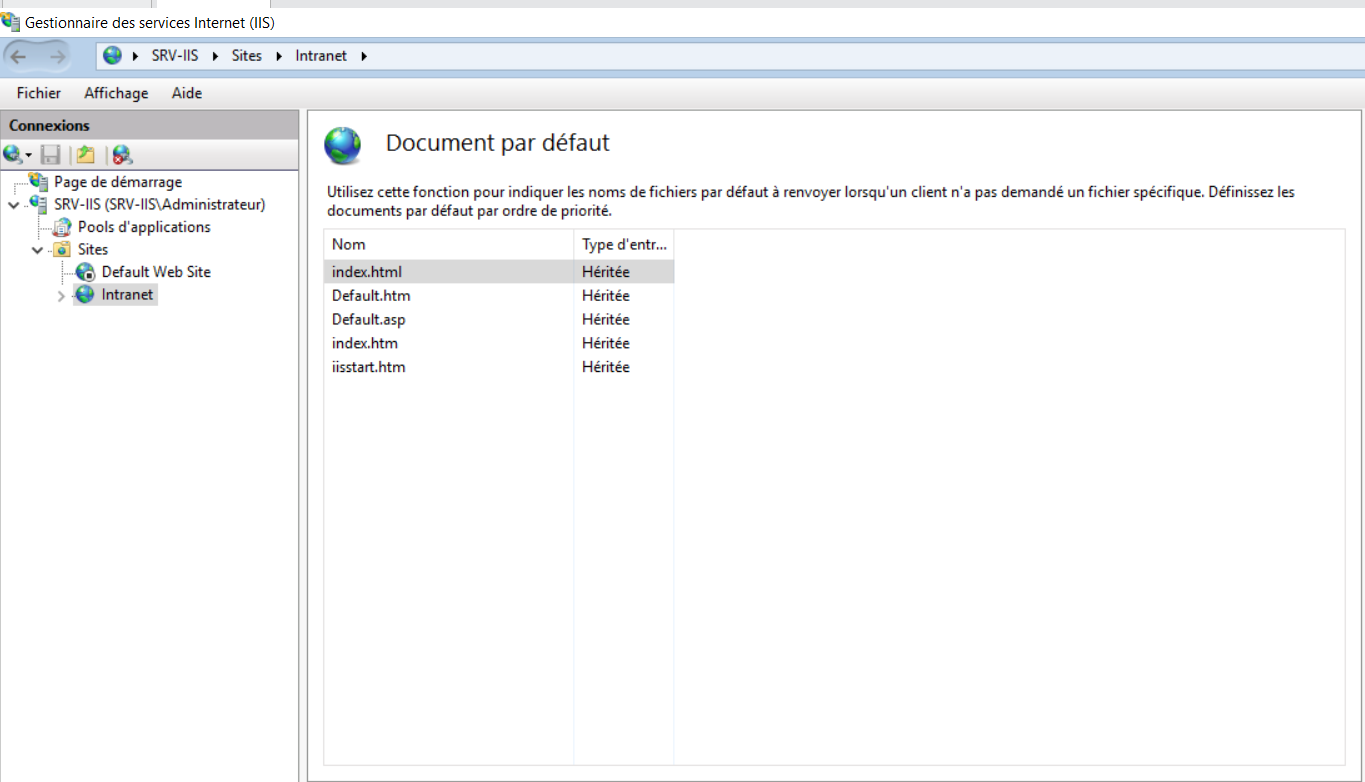 Gestionnaire des services Internet (IIS)
SRV-IIS Sites Intranet
Fichier Affichage Aide
Connexions
Page de démarrage
SRV-IIS (SRV-IIS\Administrateur)
Pools d'applications
Sites
Default Web Site
Intranet
Document par défaut
Utilisez cette fonction pour indiquer les noms de fichiers par défaut à renvoyer lorsqu'un client n'a pas demandé un fichier spécifique. Définissez les
documents par défaut par ordre de priorité.
Nom Type d'entr...
index.html Héritée
Default.htm Héritée
Default.asp Héritée
index.htm Héritée
iisstart.htm Héritée